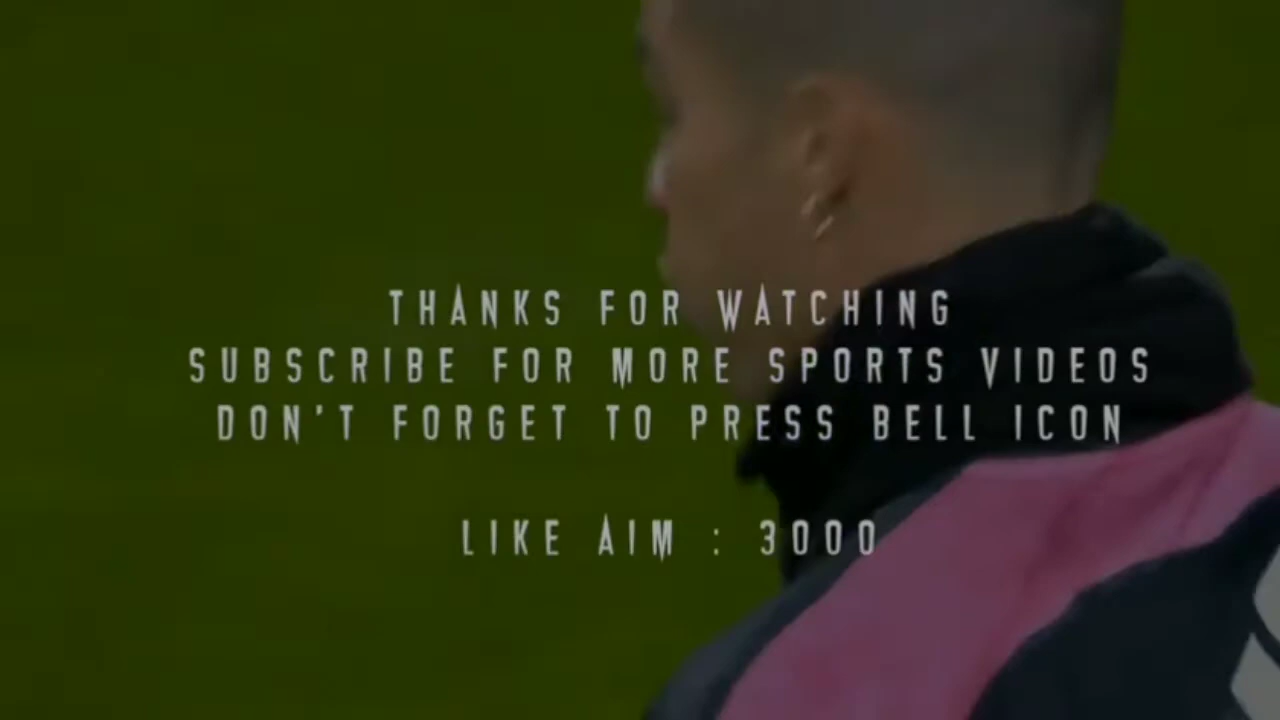 THANKS FOR WATCHING
SUBSCRIBE FOR MORE SPORTS VIDEOS
DON'T FORGET TO PRESS BELL ICON
LIKE AIM : 3000